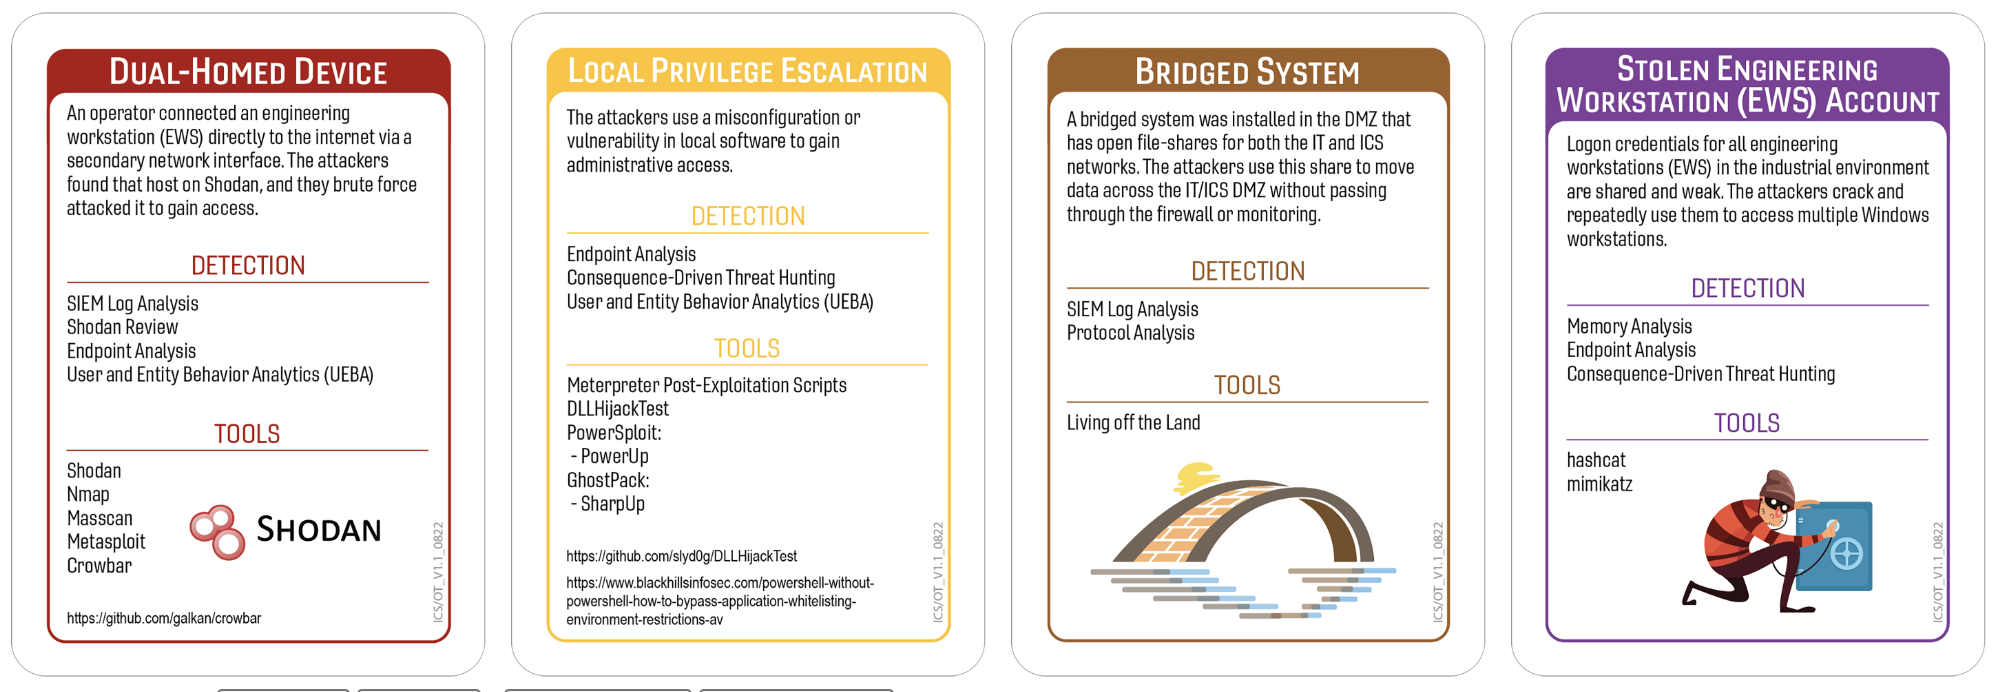 DUAL-HOMED DEVICE
An operator connected an engineering
workstation (EWS) directly to the internet via a
secondary network interface. The attackers
found that host on Shodan, and they brute force
attacked it to gain access.
DETECTION
SIEM Log Analysis
Shodan Review
Endpoint Analysis
User and Entity Behavior Analytics (UEBA)
TOOLS
Shodan
Nmap
Masscan
Metasploit
Crowbar
SHODAN
https://github.com/galkan/crowbar
ICS/OT_V1.1_0822
LOCAL PRIVILEGE ESCALATION
The attackers use a misconfiguration or
vulnerability in local software to gain
administrative access.
DETECTION
Endpoint Analysis
Consequence-Driven Threat Hunting
User and Entity Behavior Analytics (UEBA)
TOOLS
Meterpreter Post-Exploitation Scripts
DLLHijackTest
PowerSploit:
- PowerUp
GhostPack:
- SharpUp
https://github.com/slyd0g/DLLHijackTest
https://www.blackhillsinfosec.com/powershell-without-
powershell-how-to-bypass-application-whitelisting-
environment-restrictions-av
ICS/OT_V1.1_0822
BRIDGED SYSTEM
A bridged system was installed in the DMZ that
has open file-shares for both the IT and ICS
networks. The attackers use this share to move
data across the IT/ICS DMZ without passing
through the firewall or monitoring.
DETECTION
SIEM Log Analysis
Protocol Analysis
TOOLS
Living off the Land
ICS/OT_V1.1_0822
STOLEN ENGINEERING
WORKSTATION (EWS) ACCOUNT
Logon credentials for all engineering
workstations (EWS) in the industrial environment
are shared and weak. The attackers crack and
repeatedly use them to access multiple Windows
workstations.
DETECTION
Memory Analysis
Endpoint Analysis
Consequence-Driven Threat Hunting
TOOLS
hashcat
mimikatz
ICS/OT_V1.1_0822